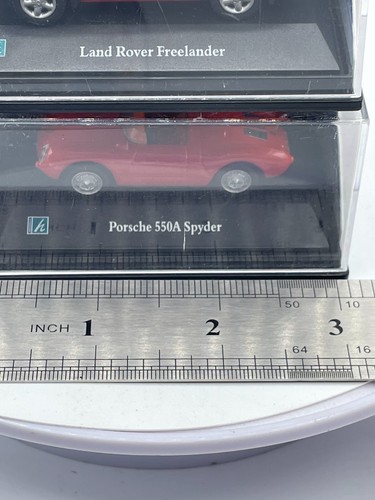 Land Rover Freelander
h Porsche 550A Spyder
50 10
INCH 1 2 3
64 16